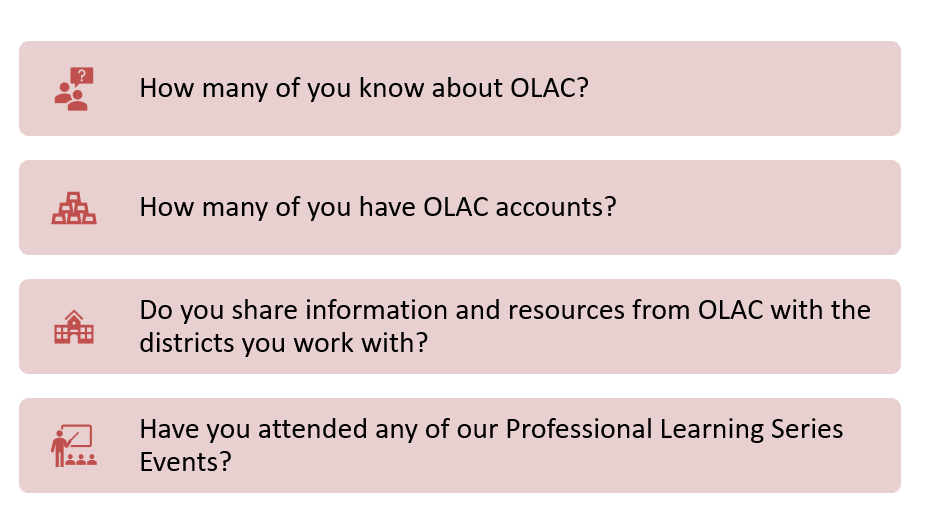 How many of you know about OLAC?
How many of you have OLAC accounts?
Do you share information and resources from OLAC with the
districts you work with?
Have you attended any of our Professional Learning Series
Events?